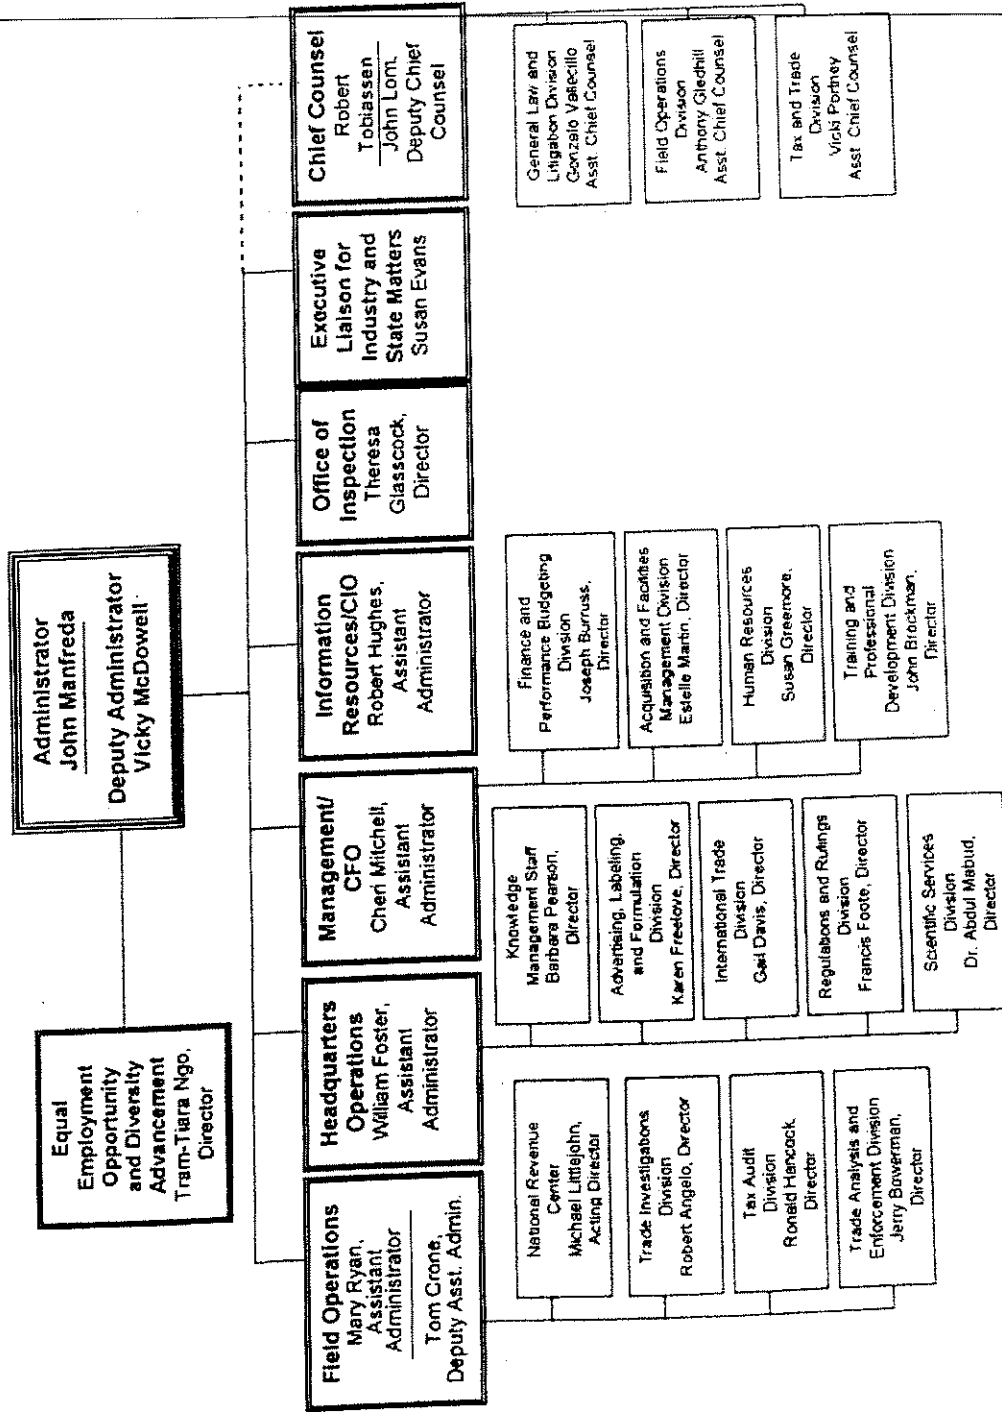 Administrator
John Manfreda
Deputy Administrator
Vicky McDowell
Equal
Employment
Opportunity
and Diversity
Advancement
Tram-Tiara Ngo,
Director
Field Operations
Mary Ryan,
Assistant
Administrator
Tom Crone,
Deputy Asst. Admin.
Headquarters
Operations
William Foster,
Assistant
Administrator
Management/
CFO
Cheri Mitchell,
Assistant
Administrator
Information
Resources/CIO
Robert Hughes,
Assistant
Administrator
Office of
Inspection
Theresa
Glasscock,
Director
Executive
Liaison for
Industry and
State Matters
Susan Evans
Chief Counsel
Robert
Tobiassen
John Lom,
Deputy Chief
Counsel
National Revenue
Center
Michael Littlejohn,
Acting Director
Trade Investigations
Division
Robert Angelo, Director
Tax Audit
Division
Ronald Hancock,
Director
Trade Analysis and
Enforcement Division
Jerry Bowerman,
Director
Knowledge
Management Staff
Barbara Pearson,
Director
Advertising, Labeling,
and Formulation
Division
Karen Freelove, Director
International Trade
Division
Gail Davis, Director
Regulations and Rulings
Division
Francis Foote, Director
Scientific Services
Division
Dr. Abdul Mabud,
Director
Finance and
Performance Budgeting
Division
Joseph Burruss,
Director
Acquisition and Facilities
Management Division
Estelle Martin, Director
Human Resources
Division
Susan Greemore,
Director
Training and
Professional
Development Division
John Brockman,
Director
General Law and
Litigation Division
Gonzalo Vallecillo
Asst. Chief Counsel
Field Operations
Division
Anthony Gledhill
Asst. Chief Counsel
Tax and Trade
Division
Vicki Portney
Asst Chief Counsel